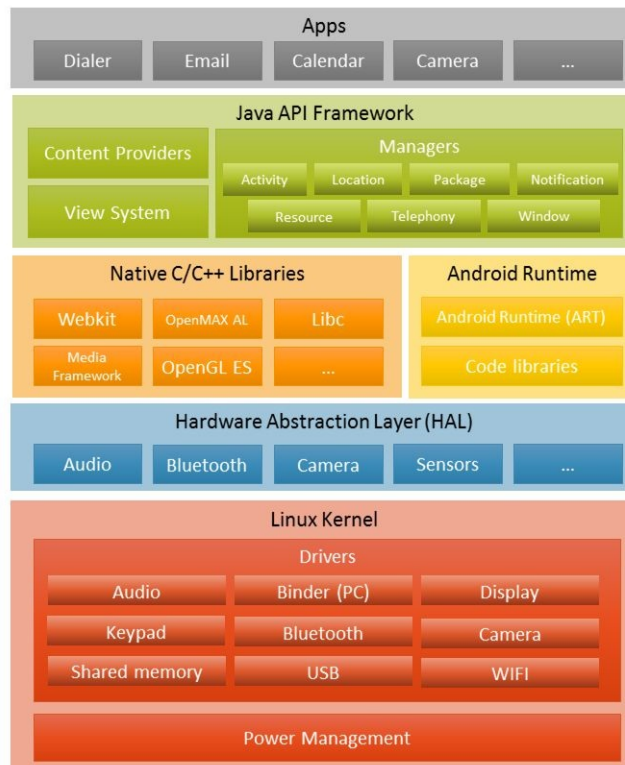 Apps
Dialer Email Calendar Camera ...
Java API Framework
Content Providers
View System
Managers
Activity Location Package Notification
Resource Telephony Window
Native C/C++ Libraries
Webkit OpenMAX AL Libc
Media
Framework OpenGL ES ...
Android Runtime
Android Runtime (ART)
Code libraries
Hardware Abstraction Layer (HAL)
Audio Bluetooth Camera Sensors ...
Linux Kernel
Drivers
Audio Binder (PC) Display
Keypad Bluetooth Camera
Shared memory USB WIFI
Power Management